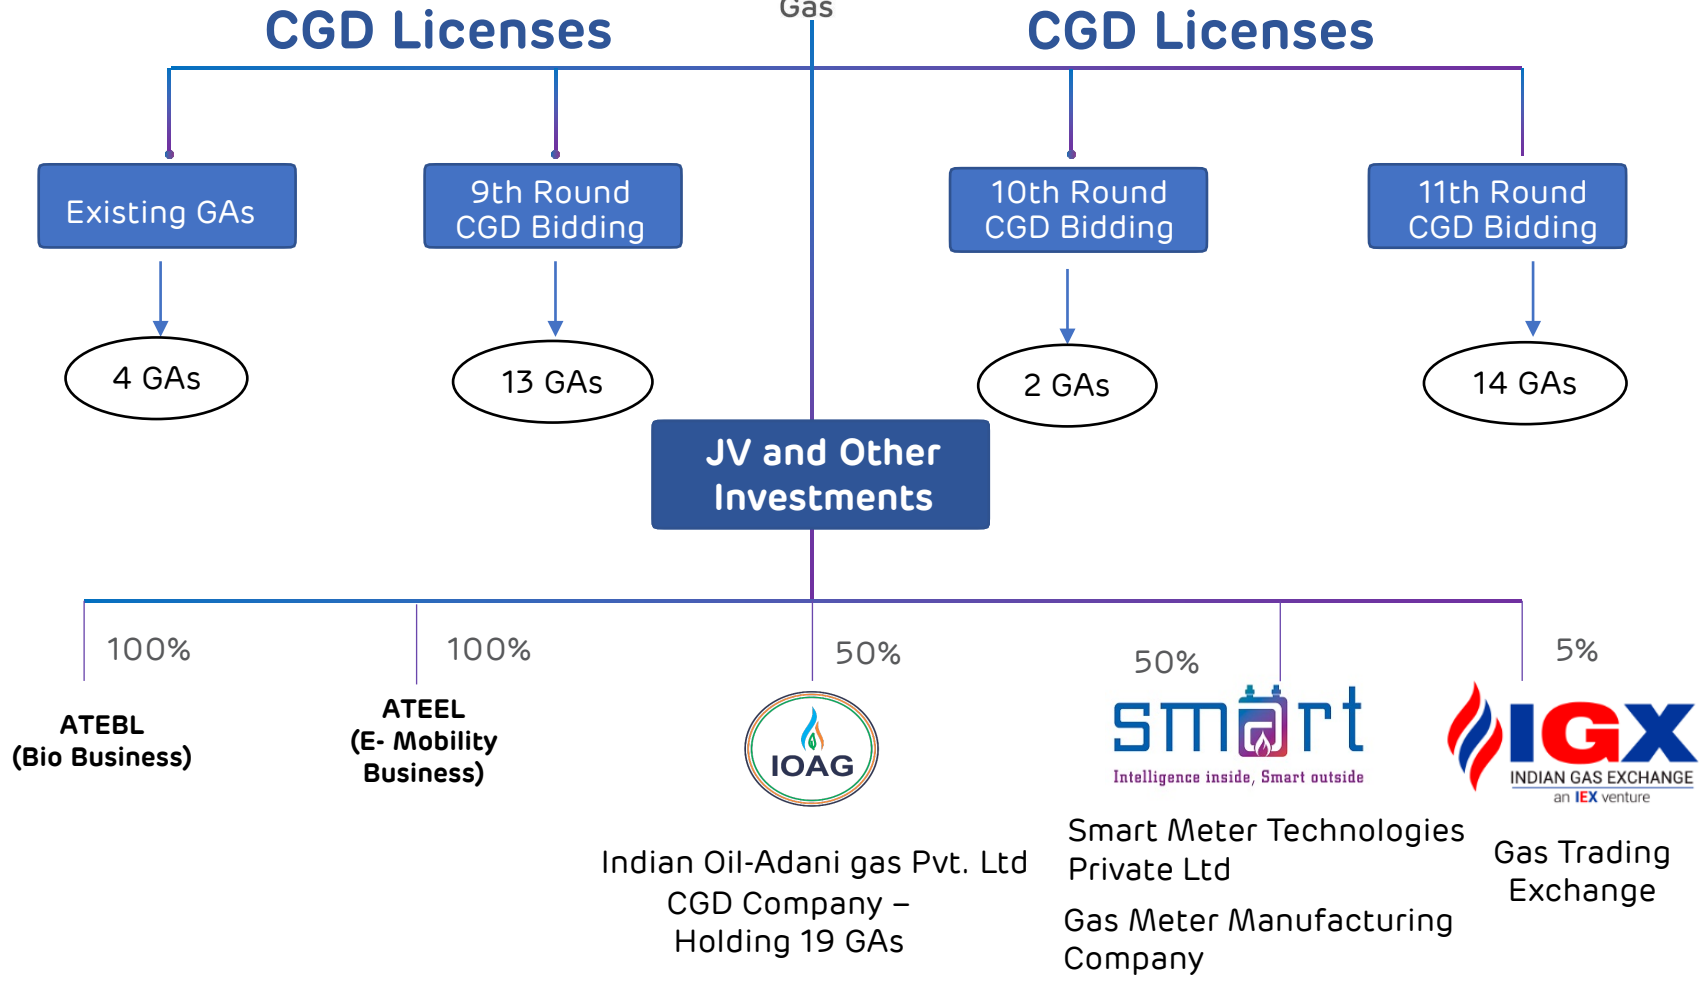 Gas
CGD Licenses
CGD Licenses
Existing GAs
9th Round
CGD Bidding
10th Round
CGD Bidding
11th Round
CGD Bidding
4 GAs
13 GAs
2 GAs
14 GAs
JV and Other
Investments
100%
100%
50%
50%
5%
ATEBL
(Bio Business)
ATEEL
(E- Mobility
Business)
IOAG
smart
Intelligence inside, Smart outside
IGX
INDIAN GAS EXCHANGE
an IEX venture
Indian Oil-Adani gas Pvt. Ltd
CGD Company –
Holding 19 GAs
Smart Meter Technologies
Private Ltd
Gas Meter Manufacturing
Company
Gas Trading
Exchange